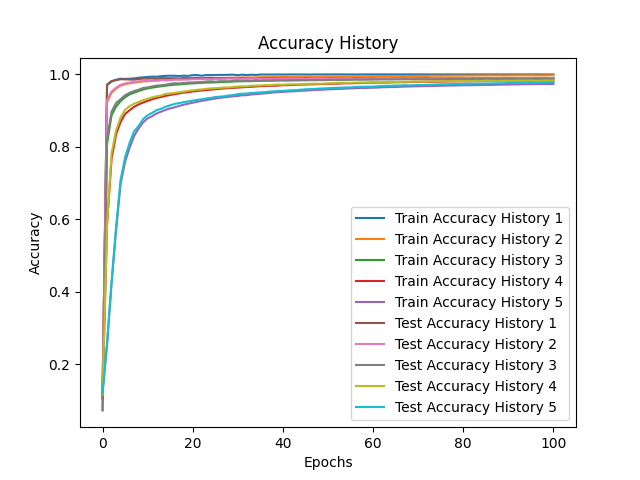 Accuracy History
1.0
0.8
0.6
0.4
0.2
Accuracy
Train Accuracy History 1
Train Accuracy History 2
Train Accuracy History 3
Train Accuracy History 4
Train Accuracy History 5
Test Accuracy History 1
Test Accuracy History 2
Test Accuracy History 3
Test Accuracy History 4
Test Accuracy History 5
0 20 40 60 80 100
Epochs